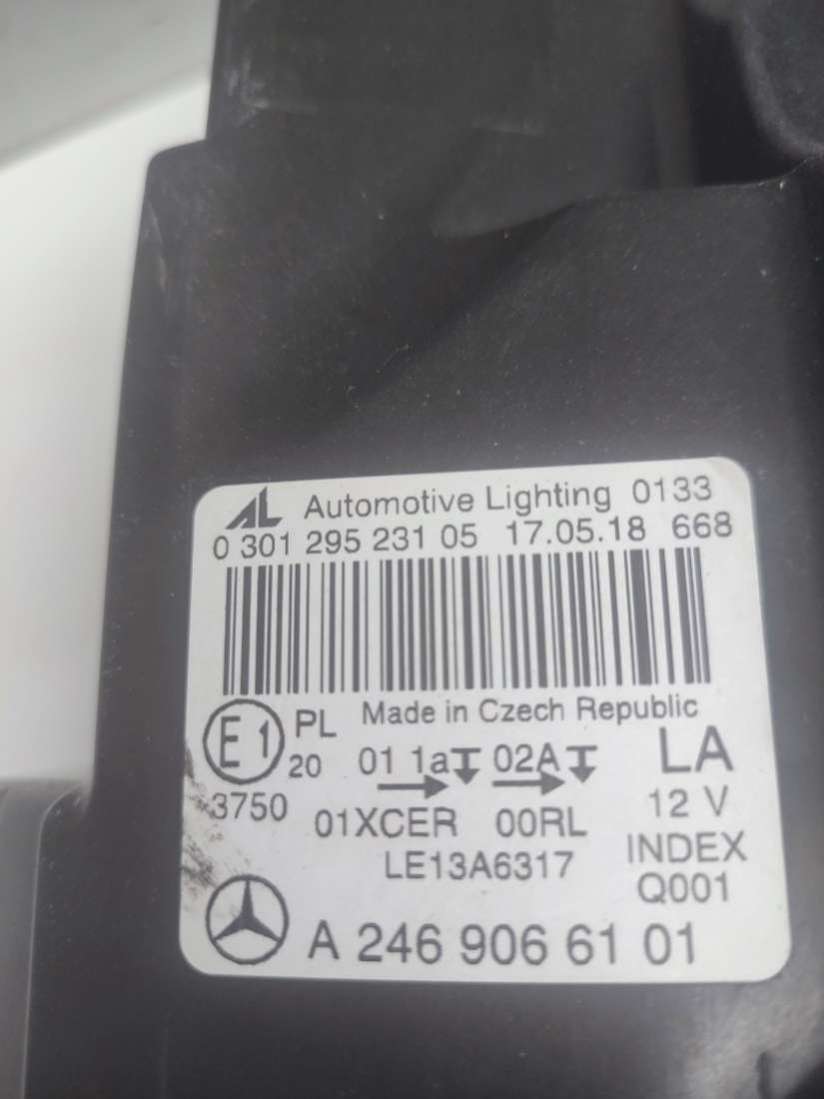 AL Automotive Lighting 0133
0 301 295 231 05 17.05.18 668
Made in Czech Republic
E1 PL
20 01 1a 02A LA
3750 01XCER 00RL 12 V
LE13A6317 INDEX
Q001
A 246 906 61 01